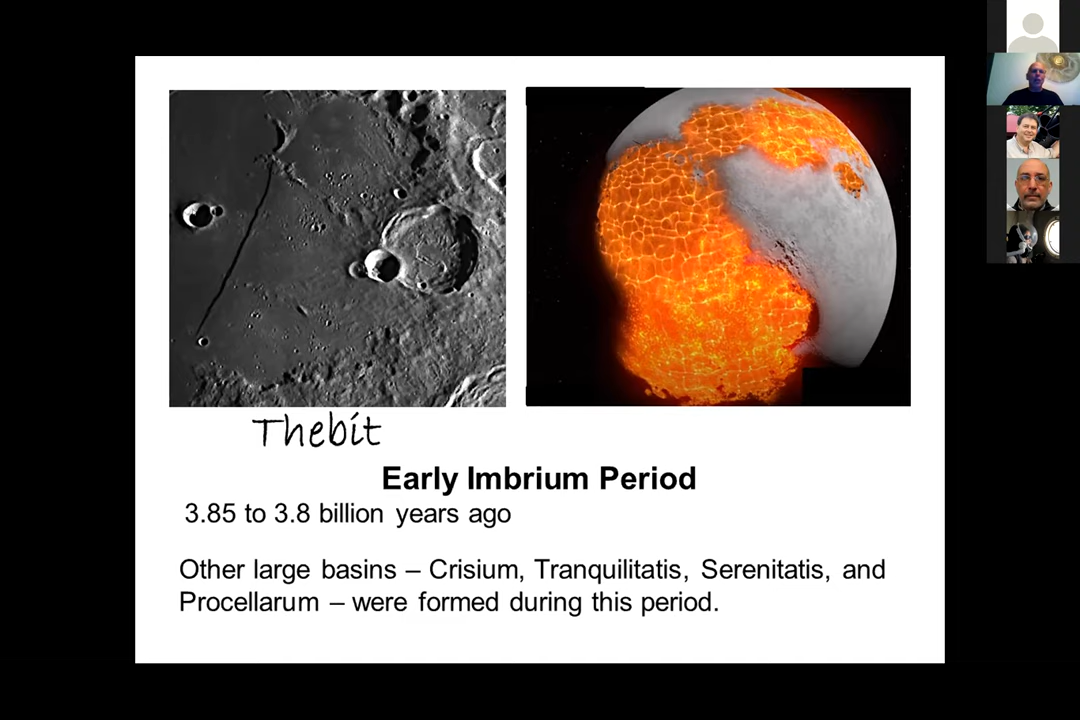 Thebit
Early Imbrium Period
3.85 to 3.8 billion years ago
Other large basins – Crisium, Tranquilitatis, Serenitatis, and
Procellarum – were formed during this period.